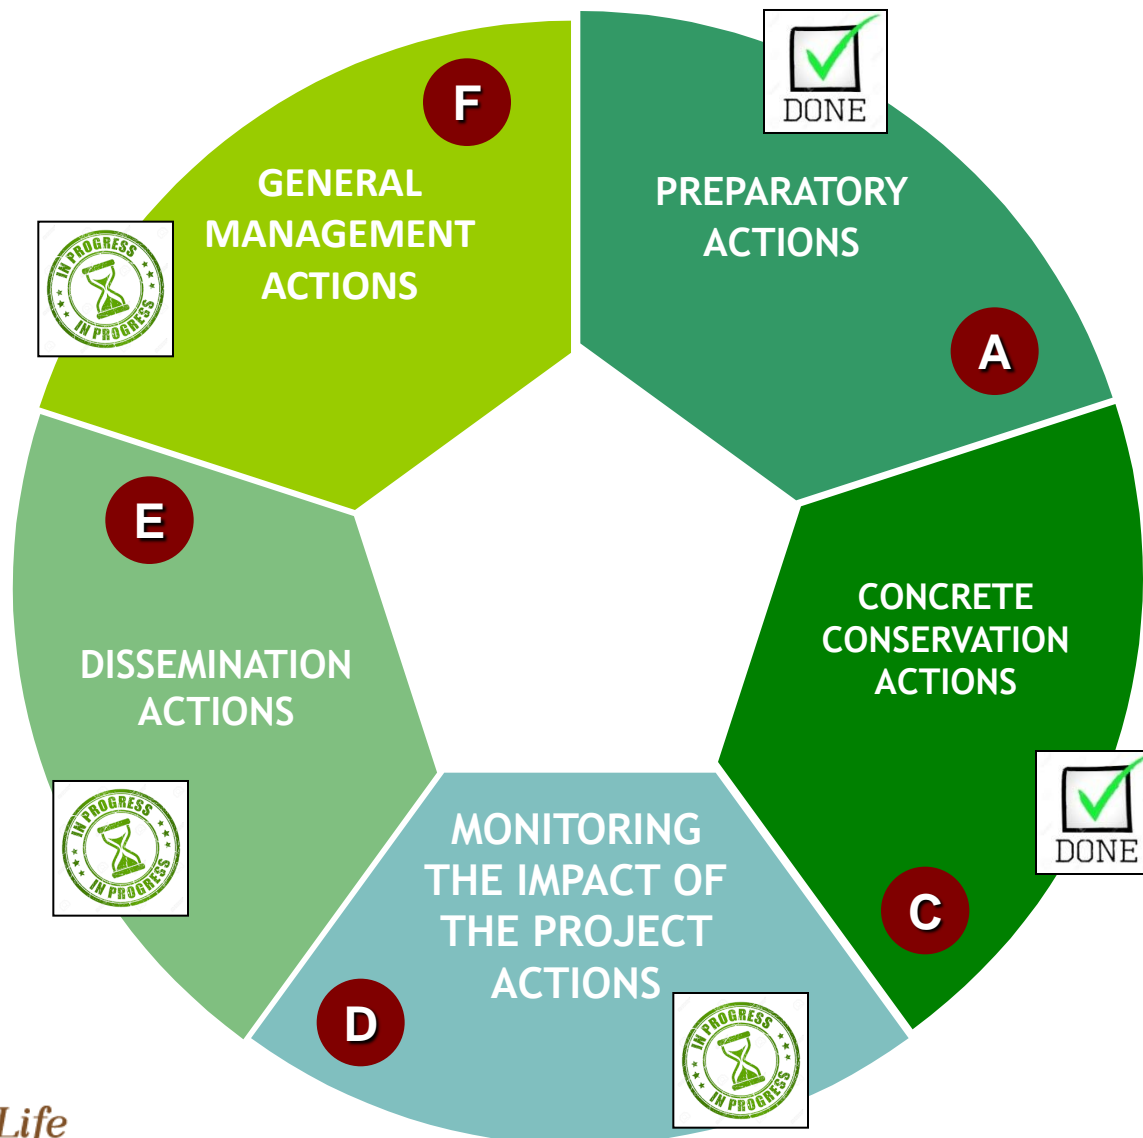 F
GENERAL
MANAGEMENT
ACTIONS
IN PROGRESS
IN PROGRESS
DONE
PREPARATORY
ACTIONS
A
CONCRETE
CONSERVATION
ACTIONS
DONE
C
MONITORING
THE IMPACT OF
THE PROJECT
ACTIONS
D
IN PROGRESS
IN PROGRESS
E
DISSEMINATION
ACTIONS
IN PROGRESS
IN PROGRESS
Life